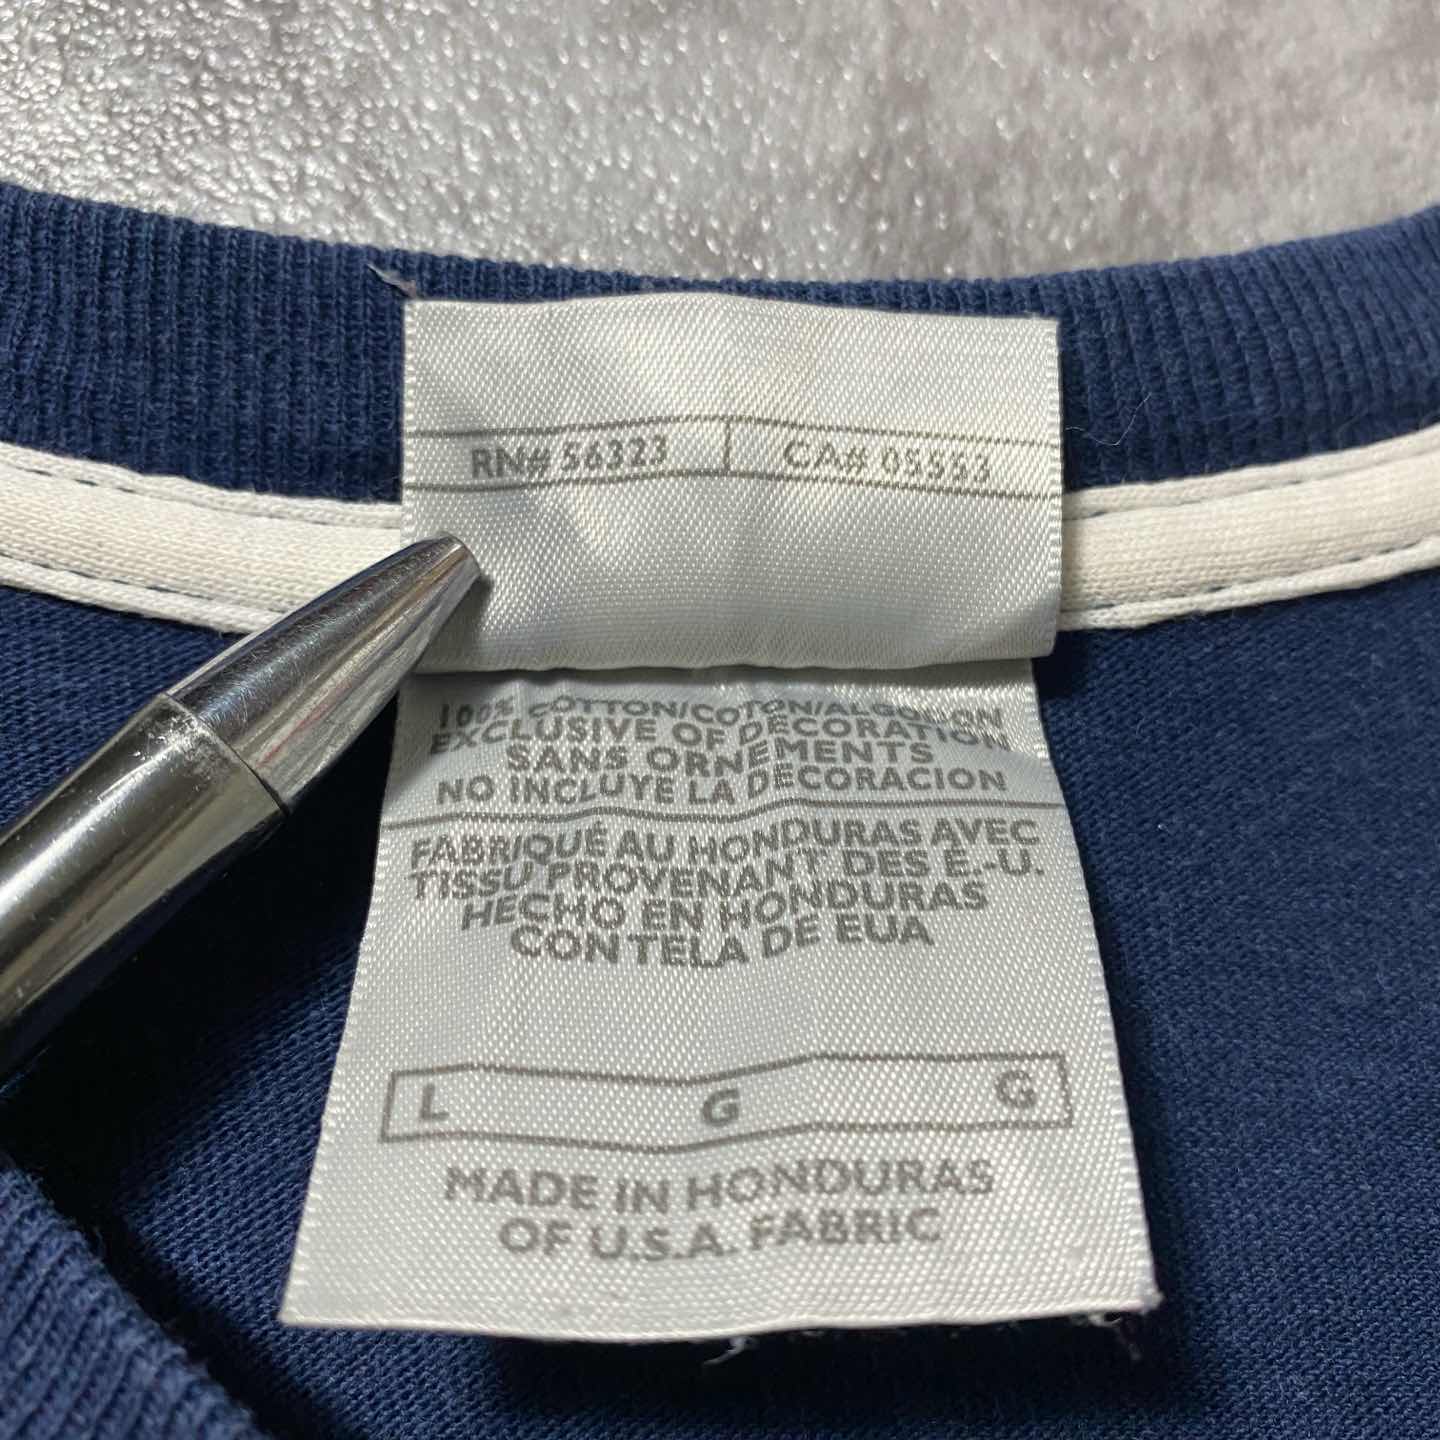 RN# 56323 | CA# 05553
100% COTTON/COTON/ALGODON
EXCLUSIVE OF DECORATION
SANS ORNEMENTS
NO INCLUYE LA DECORACION
FABRIQUÉ AU HONDURAS AVEC
TISSU PROVENANT DES É.-U.
HECHO EN HONDURAS
CON TELA DE EUA
L G G
MADE IN HONDURAS
OF U.S.A. FABRIC